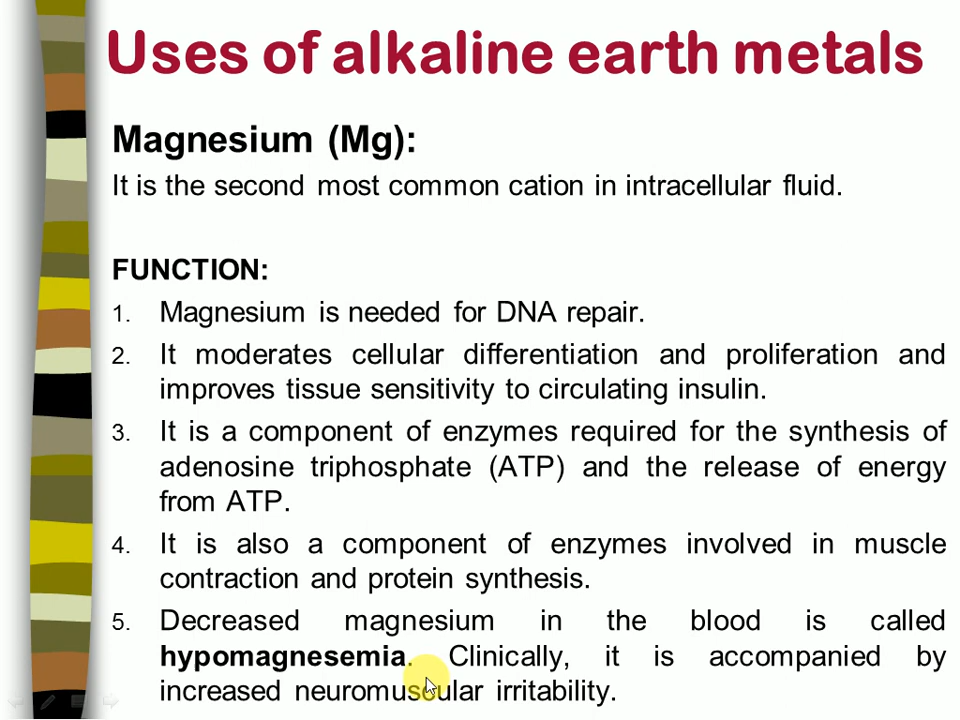 Uses of alkaline earth metals
Magnesium (Mg):
It is the second most common cation in intracellular fluid.
FUNCTION:
1. Magnesium is needed for DNA repair.
2. It moderates cellular differentiation and proliferation and
improves tissue sensitivity to circulating insulin.
3. It is a component of enzymes required for the synthesis of
adenosine triphosphate (ATP) and the release of energy
from ATP.
4. It is also a component of enzymes involved in muscle
contraction and protein synthesis.
5. Decreased magnesium in the blood is called
hypomagnesemia. Clinically, it is accompanied by
increased neuromuscular irritability.